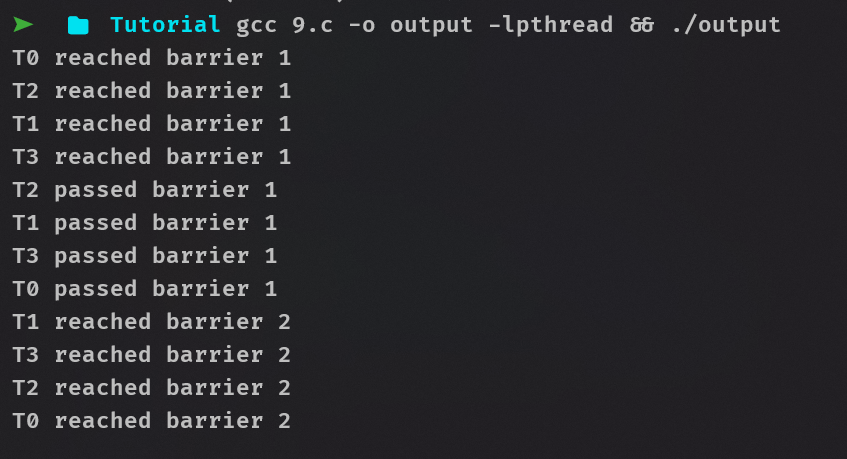 ➤ Tutorial gcc 9.c -o output -lpthread && ./output
T0 reached barrier 1
T2 reached barrier 1
T1 reached barrier 1
T3 reached barrier 1
T2 passed barrier 1
T1 passed barrier 1
T3 passed barrier 1
T0 passed barrier 1
T1 reached barrier 2
T3 reached barrier 2
T2 reached barrier 2
T0 reached barrier 2